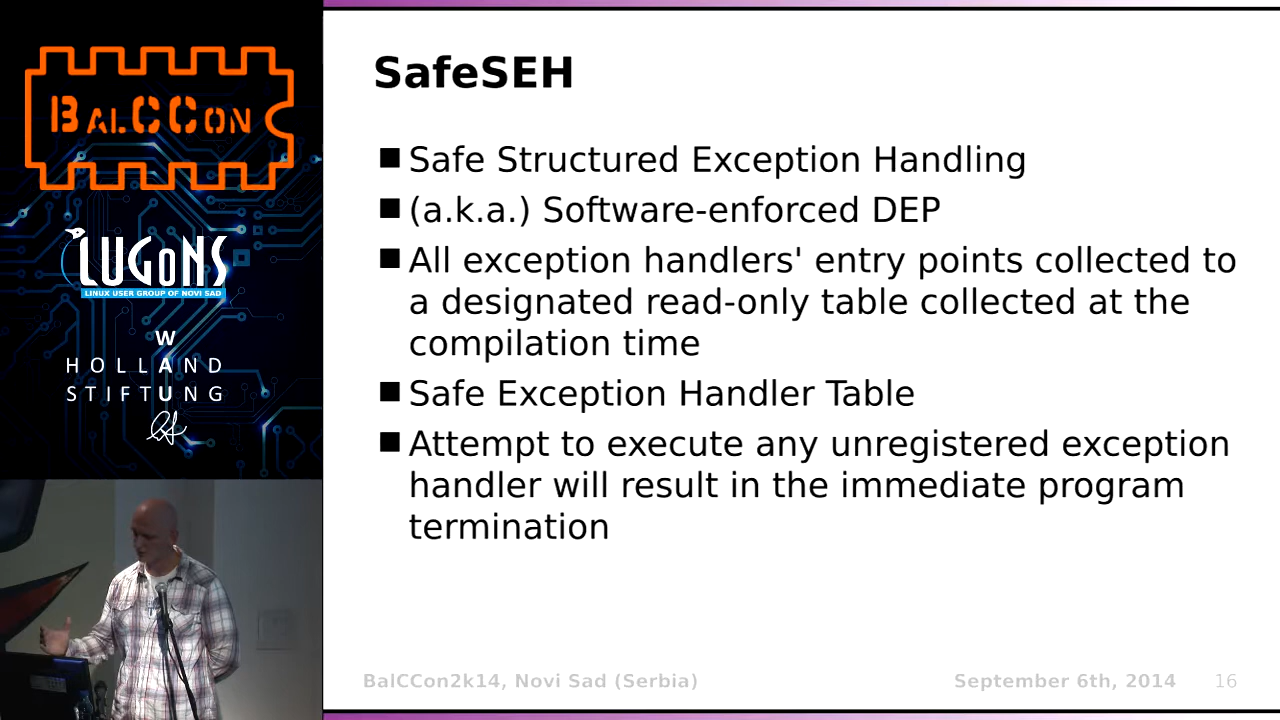 BALCCON
LUGONS
LINUX USER GROUP OF NOVI SAD
W
HOLLAND
STIFTUNG
SafeSEH
Safe Structured Exception Handling
(a.k.a.) Software-enforced DEP
All exception handlers' entry points collected to
a designated read-only table collected at the
compilation time
Safe Exception Handler Table
Attempt to execute any unregistered exception
handler will result in the immediate program
termination
BalCCon2k14, Novi Sad (Serbia)
September 6th, 2014
16